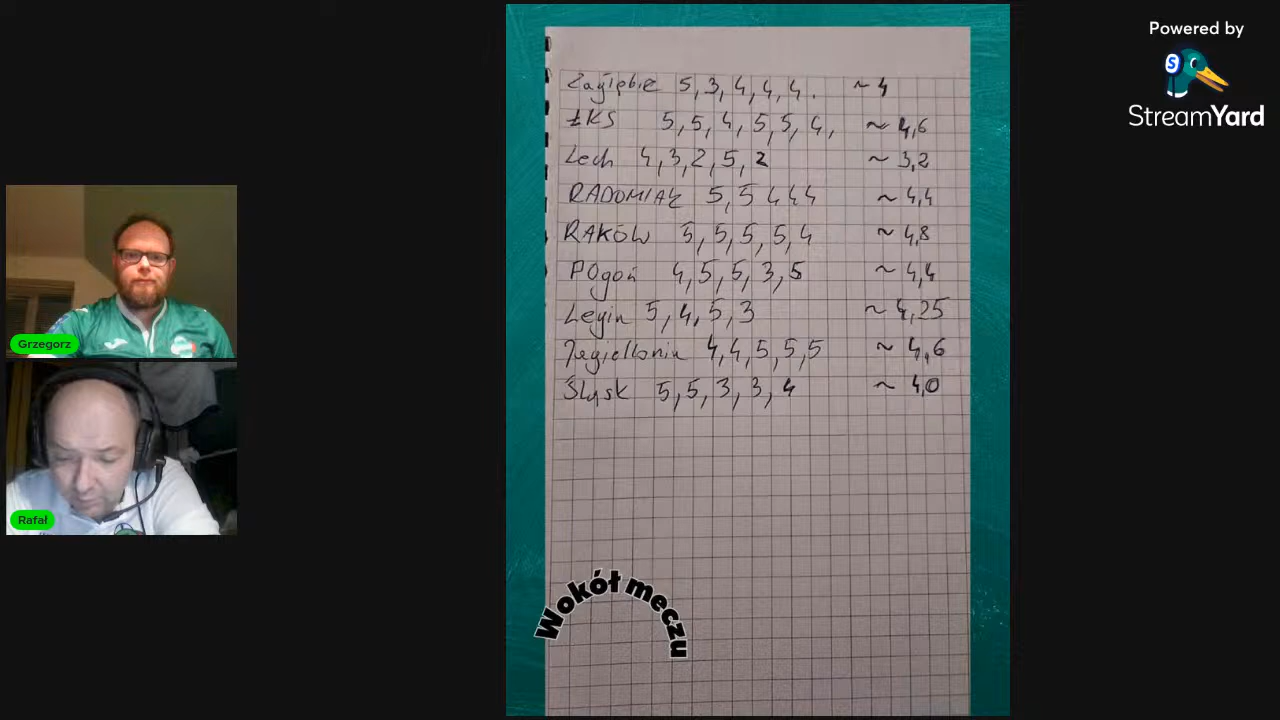 Powered by
StreamYard
Zagłębie 5,3,4,4,4. ~4
ŁKS 5,5,4,5,5,4, ~4,6
Lech 4,3,2,5,2 ~3,2
RADOMIAK 5,5 4 4 4 ~4,4
RAKÓW 5,5,5,5,4 ~4,8
POgoń 4,5,5,3,5 ~4,4
Legia 5,4,5,3 ~4,25
Jagiellonia 4,4,5,5,5 ~4,6
Śląsk 5,5,3,3,4 ~4,0
Grzegorz
Rafał
Wokół meczu